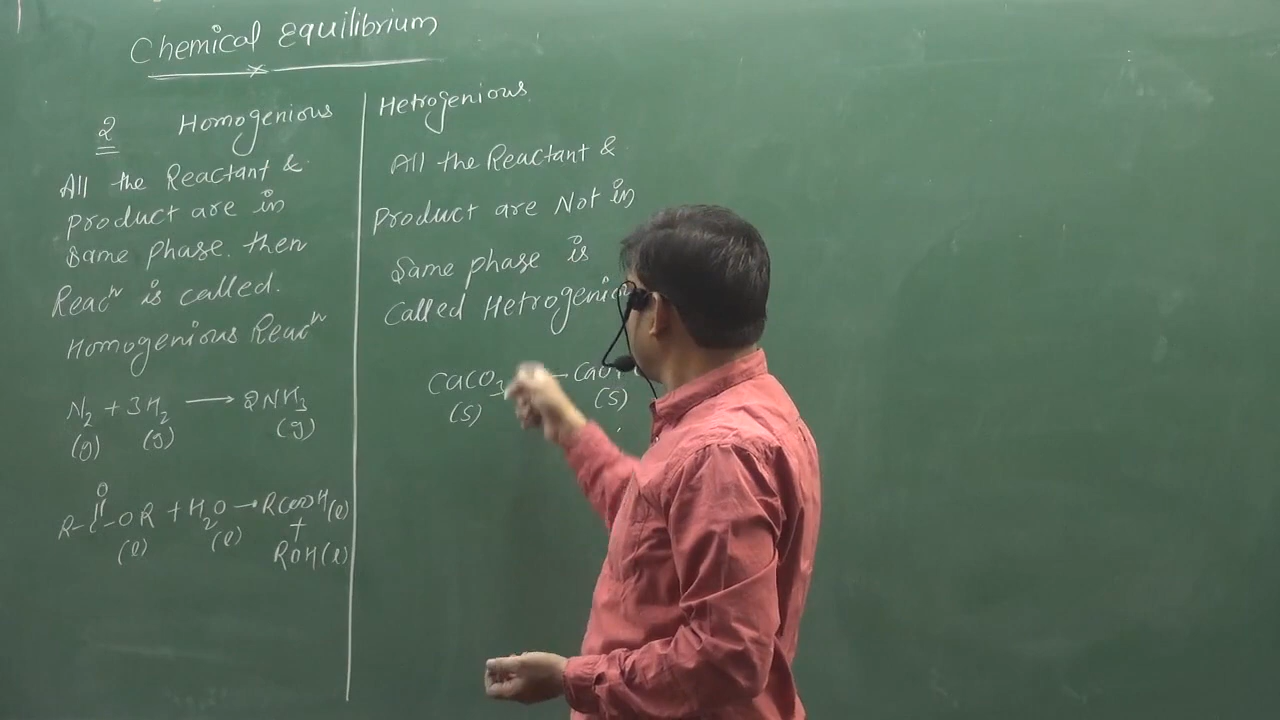 Chemical Equilibrium
2 Homogenious
All the Reactant &
product are in
Same phase. then
Reacⁿ is called.
Homogenious Reacⁿ
N₂ + 3H₂ ⟶ 2NH₃
(g) (g) (g)
O
||
R-C-OR + H₂O → RCOOH(l)
(l) (l) +
ROH(l)
Hetrogenious
All the Reactant &
product are Not in
Same phase is
Called
CaCO₃
(s) (s)